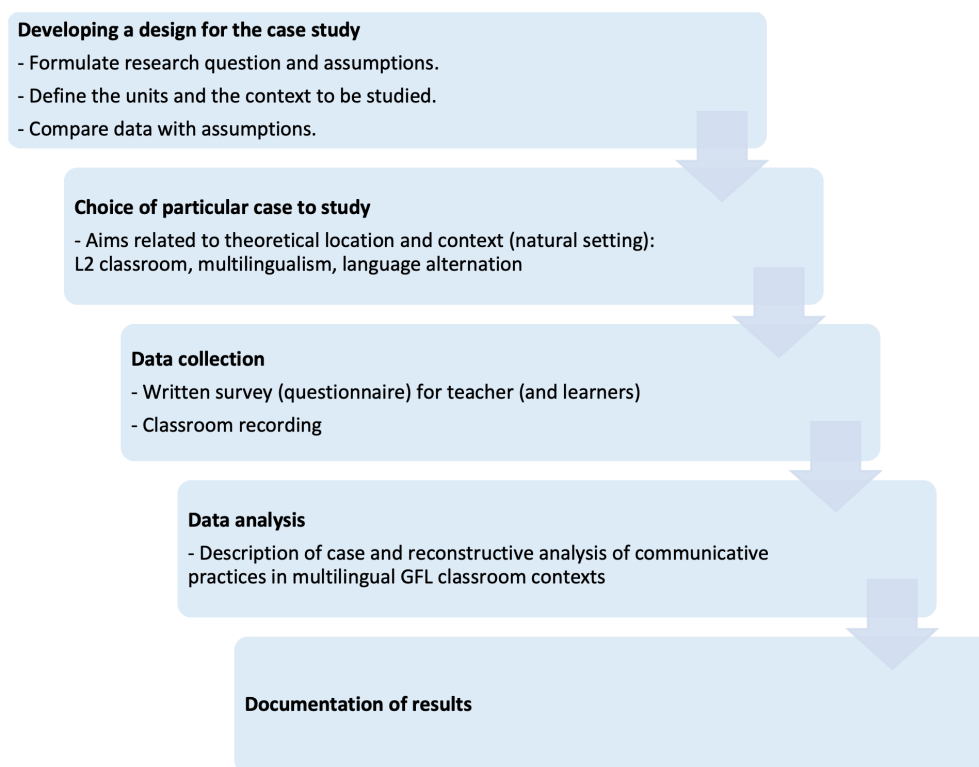 Developing a design for the case study
- Formulate research question and assumptions.
- Define the units and the context to be studied.
- Compare data with assumptions.
Choice of particular case to study
- Aims related to theoretical location and context (natural setting):
L2 classroom, multilingualism, language alternation
Data collection
- Written survey (questionnaire) for teacher (and learners)
- Classroom recording
Data analysis
- Description of case and reconstructive analysis of communicative
practices in multilingual GFL classroom contexts
Documentation of results